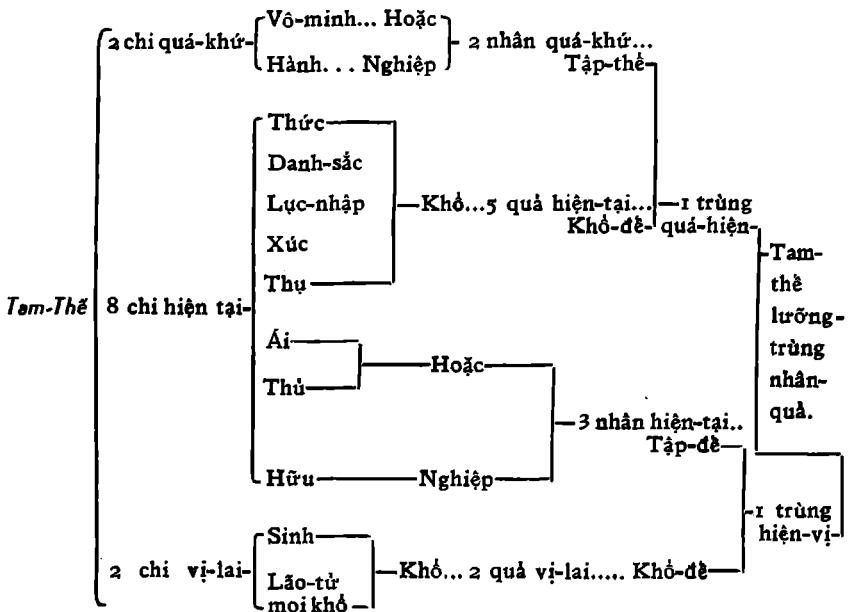 Vô-minh... Hoặc
2 chi quá-khứ- - 2 nhân quá-khứ...
Hành... Nghiệp Tập-thế
Thức
Danh-sắc
Lục-nhập -Khổ...5 quả hiện-tại...-1 trùng
Khổ-đề- quá-hiện-
Xúc
Thụ
Tam-Thế 8 chi hiện tại-
-Tam-
thế
lưỡng-
trùng
nhân-
quả.
Ái
Hoặc
Thủ
-3 nhân hiện-tại..
Tập-đề
Hữu Nghiệp
Sinh
-1 trùng
hiện-vị-
2 chi vị-lai- -Khổ... 2 quả vị-lai..... Khổ-đề
Lão-tử
mọi khổ